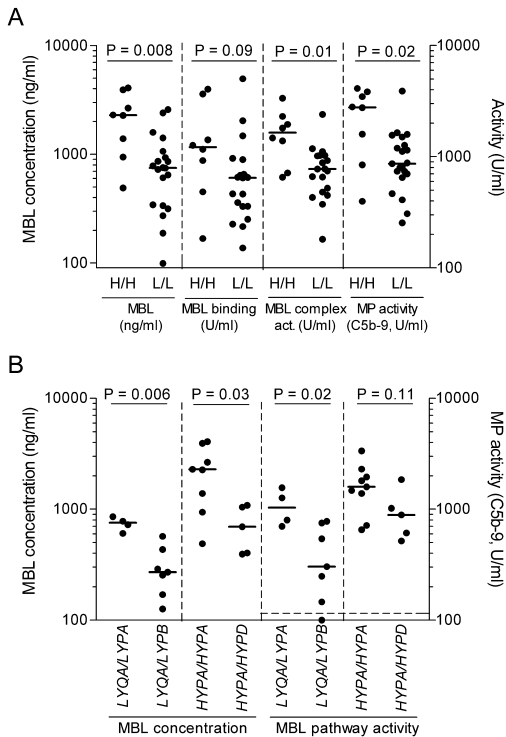 A
P = 0.008 P = 0.09 P = 0.01 P = 0.02
MBL concentration (ng/ml)
10000
1000
100
10000
1000
100
Activity (U/ml)
H/H L/L H/H L/L H/H L/L H/H L/L
MBL MBL binding MBL complex MP activity
(ng/ml) (U/ml) act. (U/ml) (C5b-9, U/ml)
B
P = 0.006 P = 0.03 P = 0.02 P = 0.11
MBL concentration (ng/ml)
10000
1000
100
10000
1000
100
MP activity (C5b-9, U/ml)
LYQA/LYPA
LYQA/LYPB
HYPA/HYPA
HYPA/HYPD
LYQA/LYPA
LYQA/LYPB
HYPA/HYPA
HYPA/HYPD
MBL concentration MBL pathway activity